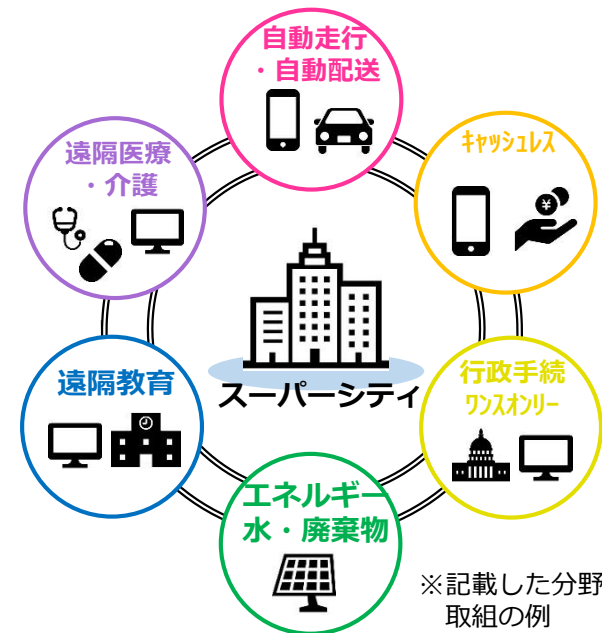 自動走行
・自動配送
遠隔医療
・介護
ｷｬｯｼｭﾚｽ
¥
スーパーシティ
遠隔教育
行政手続
ﾜﾝｽｵﾝﾘｰ
エネルギー
水・廃棄物
※記載した分野
取組の例